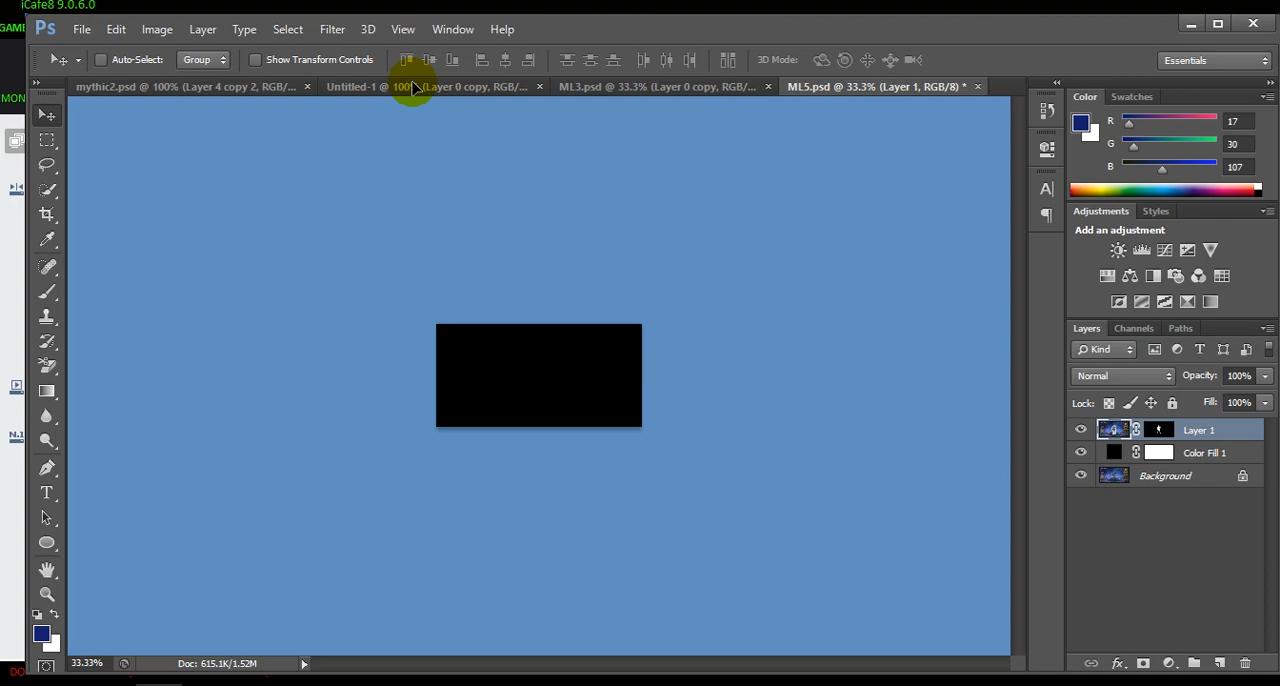 iCafe8 9.0.6.0
GAME
Ps File Edit Image Layer Type Select Filter 3D View Window Help
Auto-Select: Group Show Transform Controls 3D Mode: Essentials
mythic2.psd @ 100% (Layer 4 copy 2, RGB/... × Untitled-1 @ 100% (Layer 0 copy, RGB/... × ML3.psd @ 33.3% (Layer 0 copy, RGB/... × ML5.psd @ 33.3% (Layer 1, RGB/8) * ×
MON
Color Swatches
R 17
G 30
B 107
Adjustments Styles
Add an adjustment
Layers Channels Paths
Kind
Normal Opacity: 100%
Lock: Fill: 100%
Layer 1
Color Fill 1
Background
N.1
33.33% Doc: 615.1K/1.52M
DO